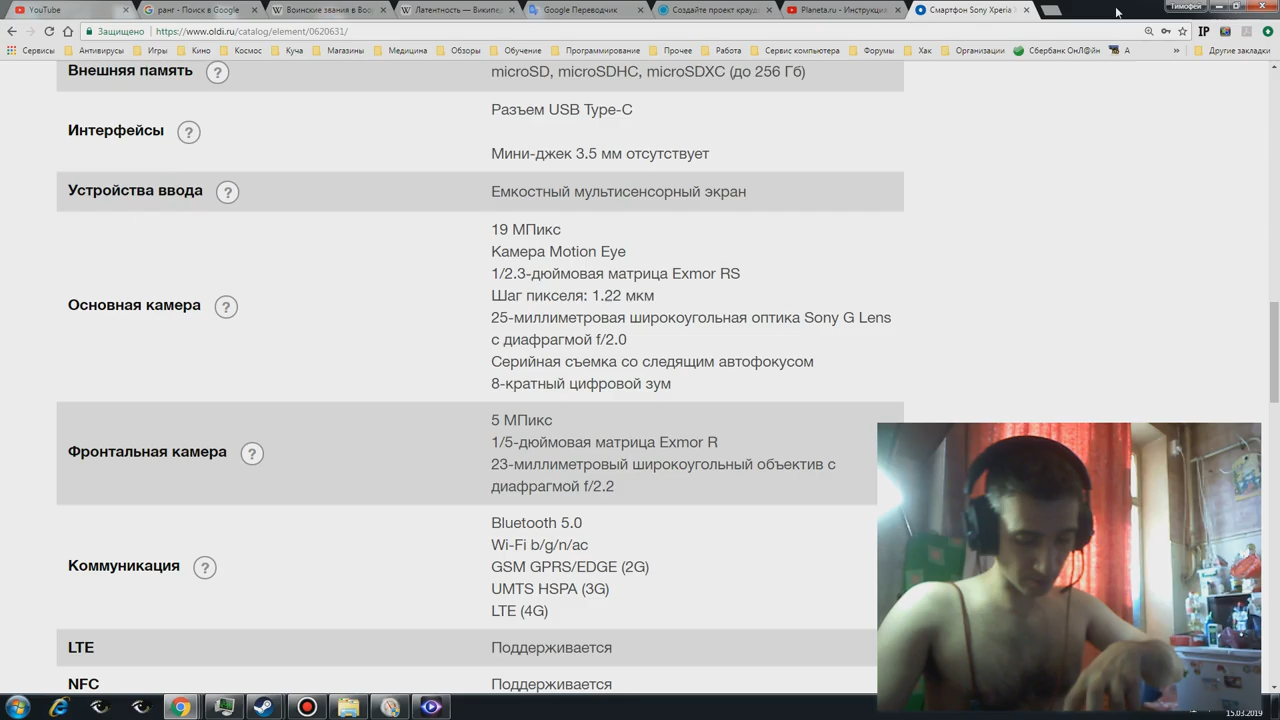 YouTube
ранг - Поиск в Google
Воинские звания в Воо
Латентность — Викип
Google Переводчик
Создайте проект крауд
Planeta.ru - Инструкци
Смартфон Sony Xperia X
Тимофей
Защищено
https://www.oldi.ru/catalog/element/0620631/
Сервисы
Антивирусы
Игры
Кино
Космос
Куча
Магазины
Медицина
Обзоры
Обучение
Программирование
Прочее
Работа
Сервис компьютера
Форумы
Хак
Организации
Сбербанк ОнЛ@йн
А
»
Другие закладки
Внешняя память ?
microSD, microSDHC, microSDXC (до 256 Гб)
Интерфейсы ?
Разъем USB Type-C
Мини-джек 3.5 мм отсутствует
Устройства ввода ?
Емкостный мультисенсорный экран
Основная камера ?
19 МПикс
Камера Motion Eye
1/2.3-дюймовая матрица Exmor RS
Шаг пикселя: 1.22 мкм
25-миллиметровая широкоугольная оптика Sony G Lens
с диафрагмой f/2.0
Серийная съемка со следящим автофокусом
8-кратный цифровой зум
Фронтальная камера ?
5 МПикс
1/5-дюймовая матрица Exmor R
23-миллиметровый широкоугольный объектив с
диафрагмой f/2.2
Коммуникация ?
Bluetooth 5.0
Wi-Fi b/g/n/ac
GSM GPRS/EDGE (2G)
UMTS HSPA (3G)
LTE (4G)
LTE
Поддерживается
NFC
Поддерживается
15.03.2019